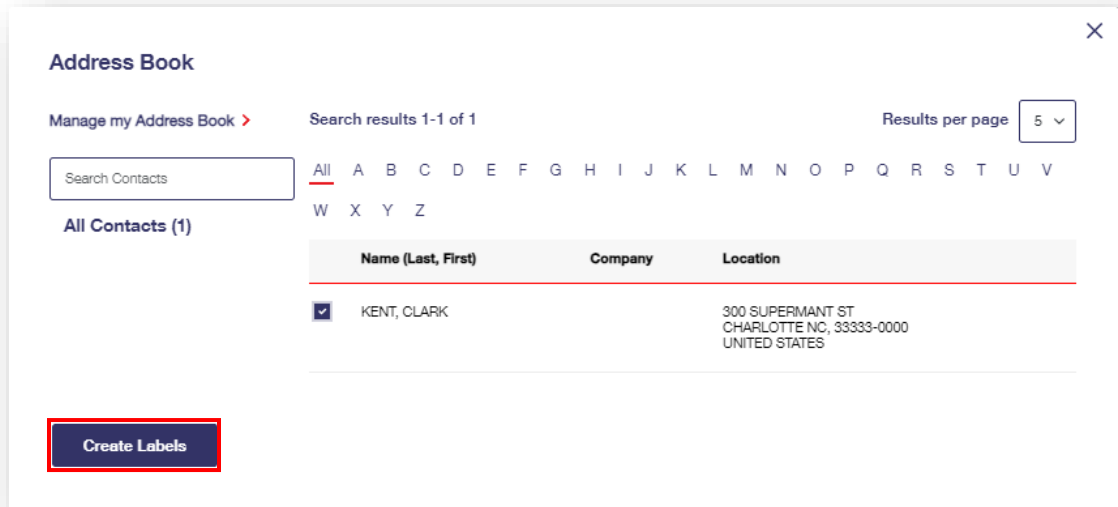 Address Book
Manage my Address Book
Search results 1-1 of 1
Results per page 5
Search Contacts
All A B C D E F G H I J K L M N O P Q R S T U V
W X Y Z
All Contacts (1)
Name (Last, First) Company Location
KENT, CLARK 300 SUPERMANT ST
CHARLOTTE NC, 33333-0000
UNITED STATES
Create Labels